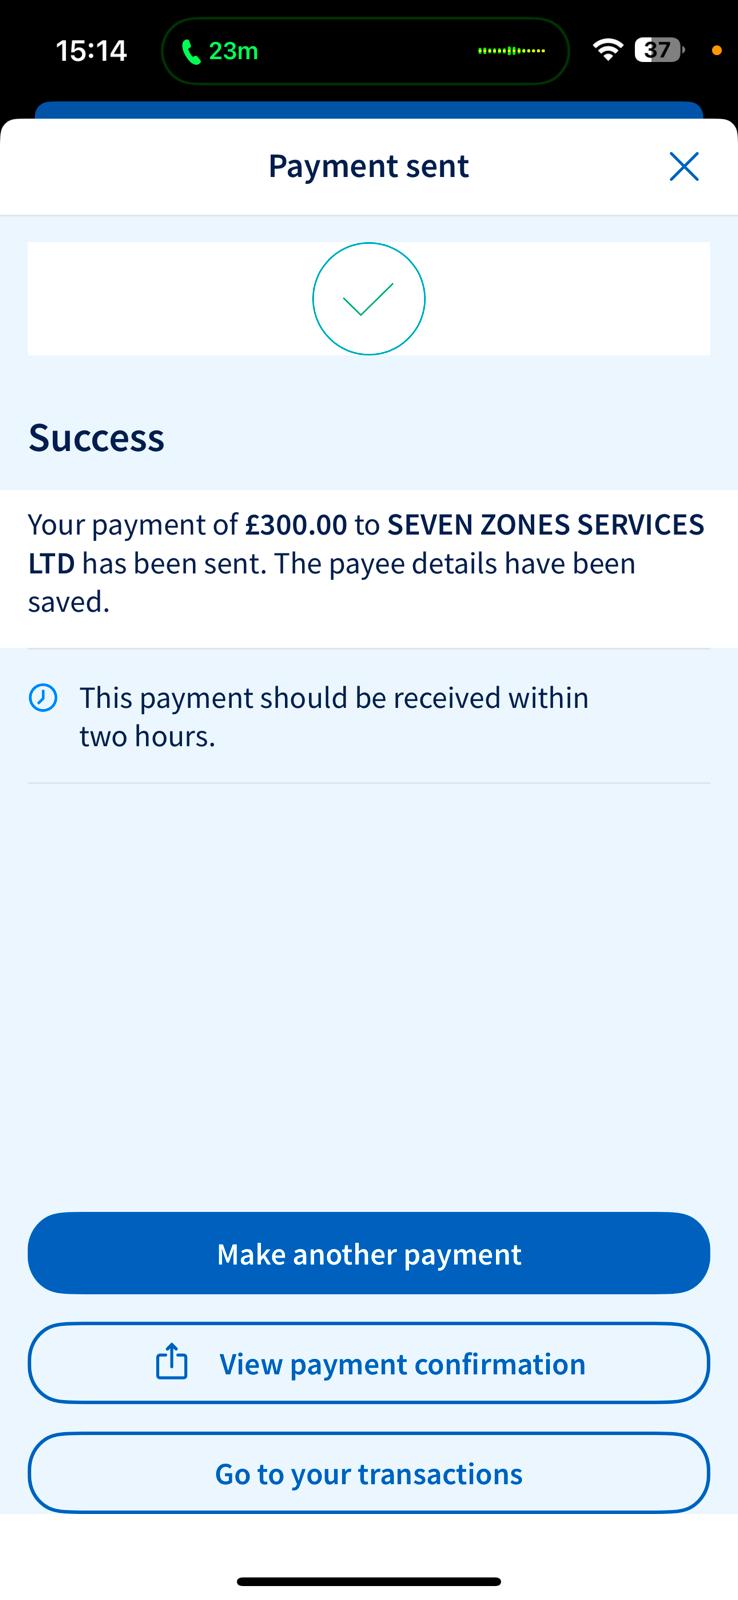 15:14
23m
37
Payment sent
Success
Your payment of £300.00 to SEVEN ZONES SERVICES
LTD has been sent. The payee details have been
saved.
This payment should be received within
two hours.
Make another payment
View payment confirmation
Go to your transactions